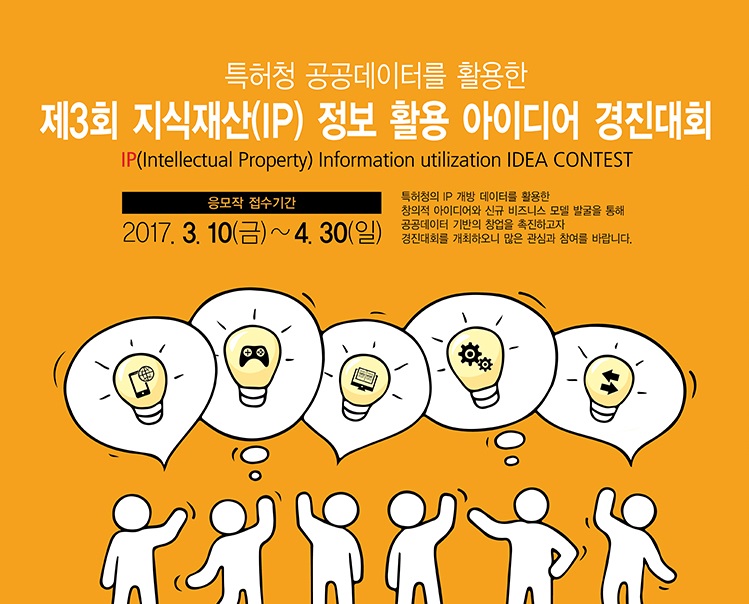 특허청 공공데이터를 활용한
제3회 지식재산(IP) 정보 활용 아이디어 경진대회
IP(Intellectual Property) Information utilization IDEA CONTEST
응모작 접수기간
2017. 3. 10(금)~4. 30(일)
특허청의 IP 개방 데이터를 활용한
창의적 아이디어와 신규 비즈니스 모델 발굴을 통해
공공데이터 기반의 창업을 촉진하고자
경진대회를 개최하오니 많은 관심과 참여를 바랍니다.